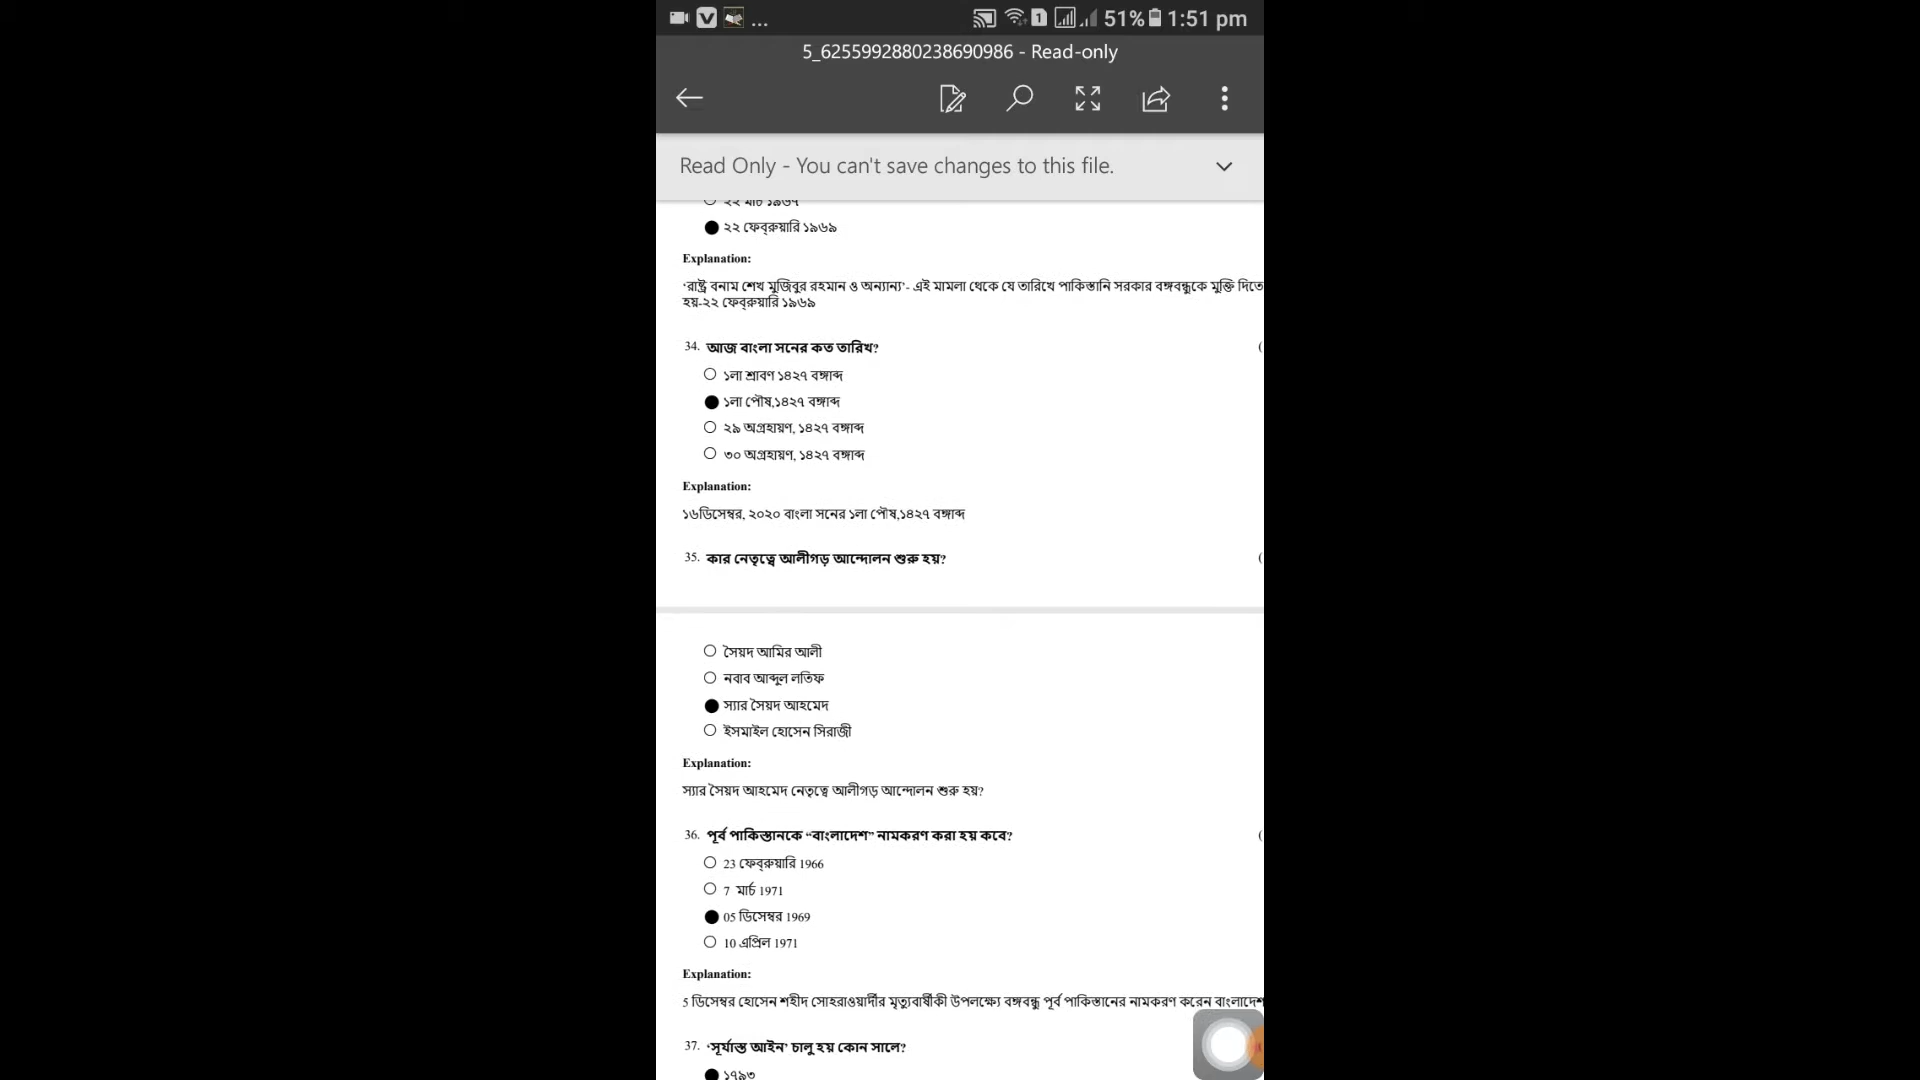 ... 1 51% 1:51 pm
5_6255992880238690986 - Read-only
Read Only - You can't save changes to this file.
২২ মার্চ ১৯৬৭
২২ ফেব্রুয়ারি ১৯৬৯
Explanation:
‘রাষ্ট্র বনাম শেখ মুজিবুর রহমান ও অন্যান্য’- এই মামলা থেকে যে তারিখে পাকিস্তানি সরকার বঙ্গবন্ধুকে মুক্তি দিতে
হয়-২২ ফেব্রুয়ারি ১৯৬৯
34. আজ বাংলা সনের কত তারিখ? (
১লা শ্রাবণ ১৪২৭ বঙ্গাব্দ
১লা পৌষ,১৪২৭ বঙ্গাব্দ
২৯ অগ্রহায়ণ, ১৪২৭ বঙ্গাব্দ
৩০ অগ্রহায়ণ, ১৪২৭ বঙ্গাব্দ
Explanation:
১৬ডিসেম্বর, ২০২০ বাংলা সনের ১লা পৌষ,১৪২৭ বঙ্গাব্দ
35. কার নেতৃত্বে আলীগড় আন্দোলন শুরু হয়? (
সৈয়দ আমির আলী
নবাব আব্দুল লতিফ
স্যার সৈয়দ আহমেদ
ইসমাইল হোসেন সিরাজী
Explanation:
স্যার সৈয়দ আহমেদ নেতৃত্বে আলীগড় আন্দোলন শুরু হয়?
36. পূর্ব পাকিস্তানকে “বাংলাদেশ” নামকরণ করা হয় কবে? (
23 ফেব্রুয়ারি 1966
7 মার্চ 1971
05 ডিসেম্বর 1969
10 এপ্রিল 1971
Explanation:
5 ডিসেম্বর হোসেন শহীদ সোহরাওয়ার্দীর মৃত্যুবার্ষীকী উপলক্ষ্যে বঙ্গবন্ধু পূর্ব পাকিস্তানের নামকরণ করেন বাংলাদেশ
37. ‘সূর্যাস্ত আইন’ চালু হয় কোন সালে?
১৭৯৩